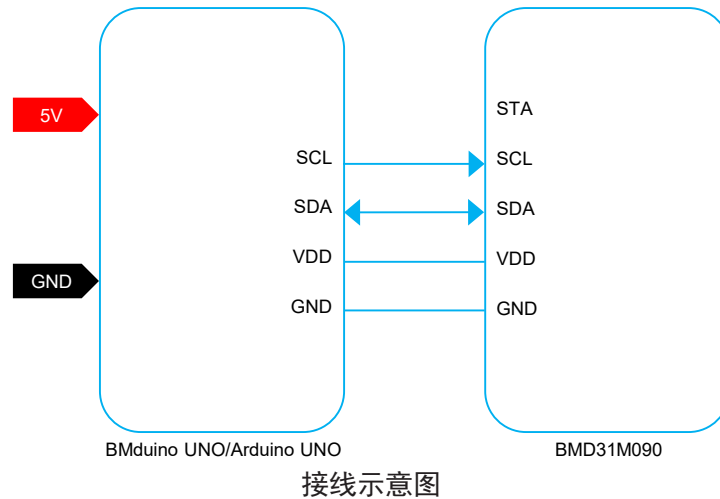 5V
GND
SCL
SDA
VDD
GND
STA
SCL
SDA
VDD
GND
BMduino UNO/Arduino UNO
BMD31M090
接线示意图